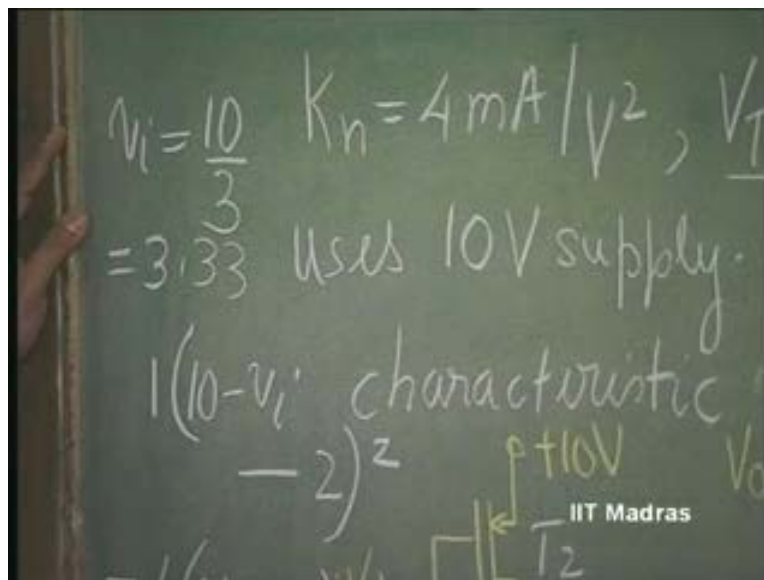 vi = 10/3 Kn = 4 mA/V², VT
= 3.33 uses 10V supply.
1(10 - vi characteristic
- 2)²
+10V Vo
IIT Madras
T2